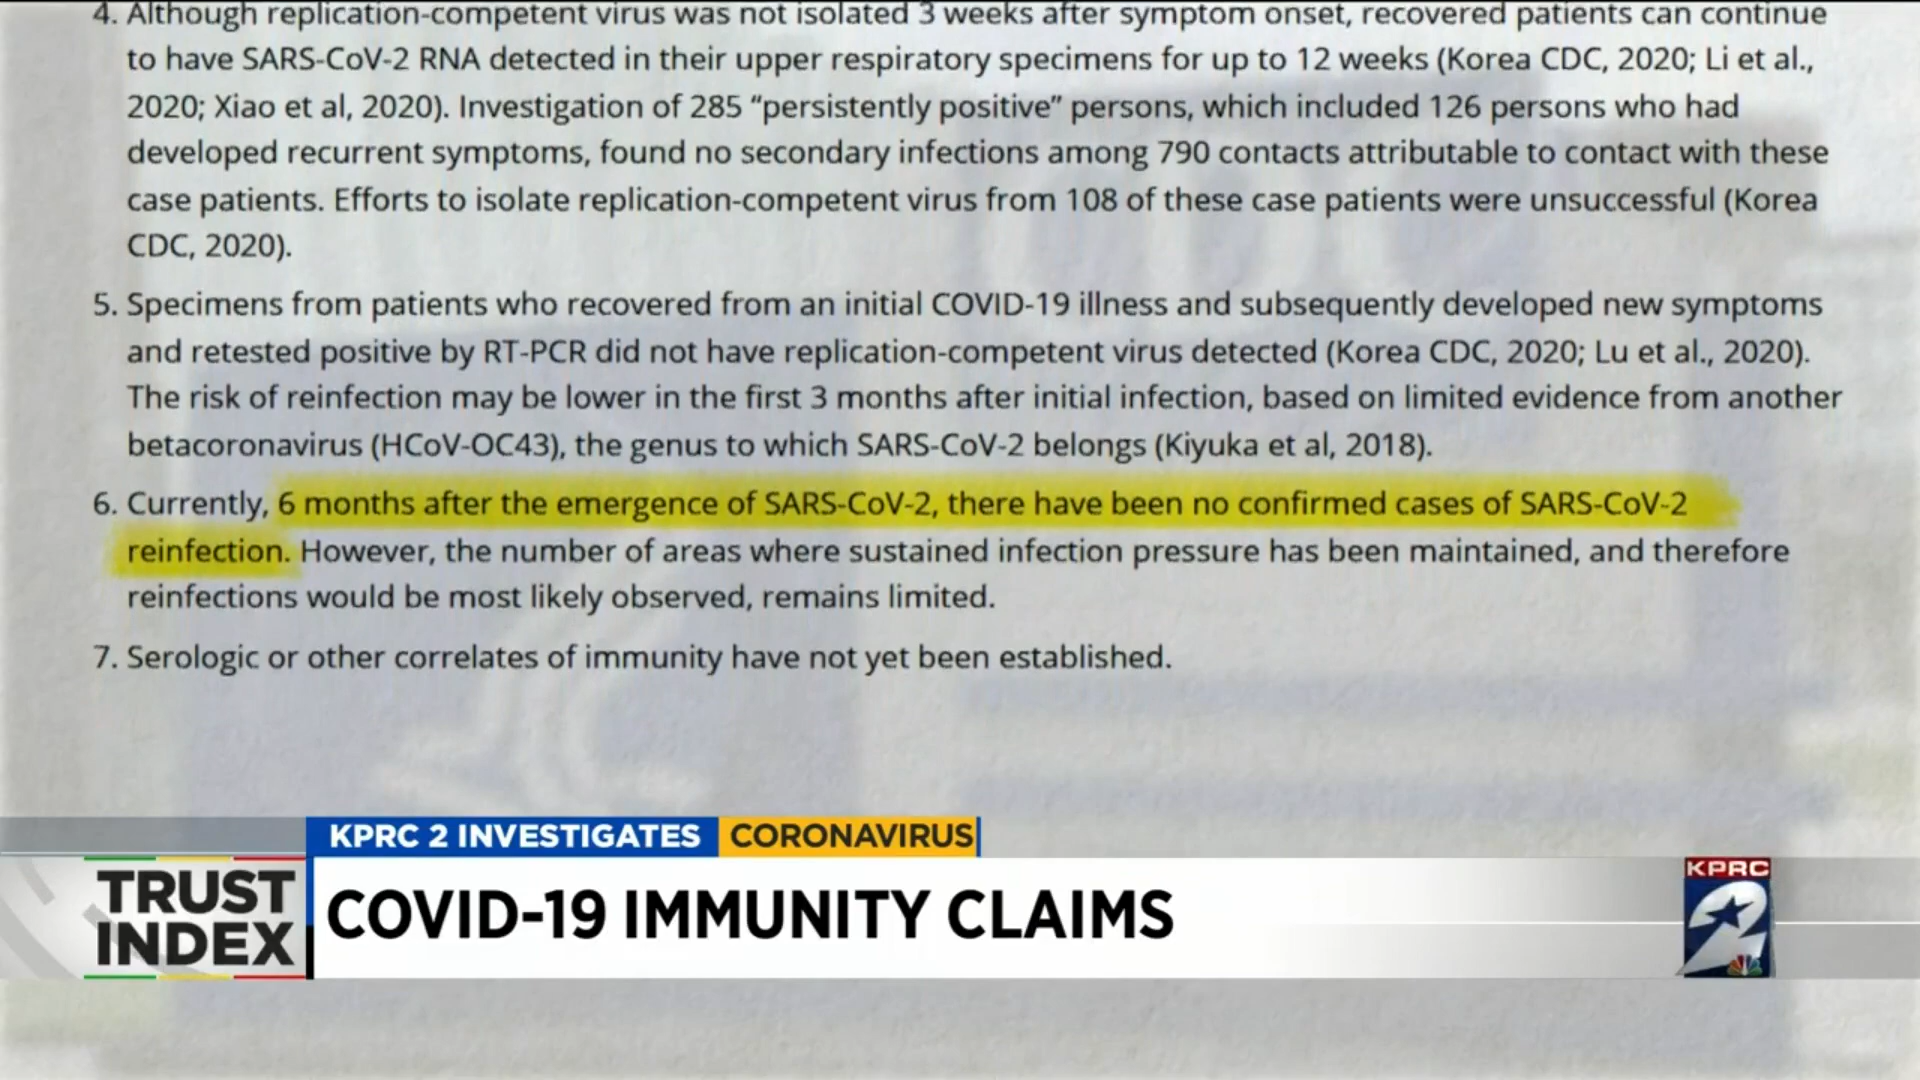 4. Although replication-competent virus was not isolated 3 weeks after symptom onset, recovered patients can continue
to have SARS-CoV-2 RNA detected in their upper respiratory specimens for up to 12 weeks (Korea CDC, 2020; Li et al.,
2020; Xiao et al, 2020). Investigation of 285 “persistently positive” persons, which included 126 persons who had
developed recurrent symptoms, found no secondary infections among 790 contacts attributable to contact with these
case patients. Efforts to isolate replication-competent virus from 108 of these case patients were unsuccessful (Korea
CDC, 2020).
5. Specimens from patients who recovered from an initial COVID-19 illness and subsequently developed new symptoms
and retested positive by RT-PCR did not have replication-competent virus detected (Korea CDC, 2020; Lu et al., 2020).
The risk of reinfection may be lower in the first 3 months after initial infection, based on limited evidence from another
betacoronavirus (HCoV-OC43), the genus to which SARS-CoV-2 belongs (Kiyuka et al, 2018).
6. Currently, 6 months after the emergence of SARS-CoV-2, there have been no confirmed cases of SARS-CoV-2
reinfection. However, the number of areas where sustained infection pressure has been maintained, and therefore
reinfections would be most likely observed, remains limited.
7. Serologic or other correlates of immunity have not yet been established.
KPRC 2 INVESTIGATES CORONAVIRUS
TRUST
INDEX
COVID-19 IMMUNITY CLAIMS
KPRC
2